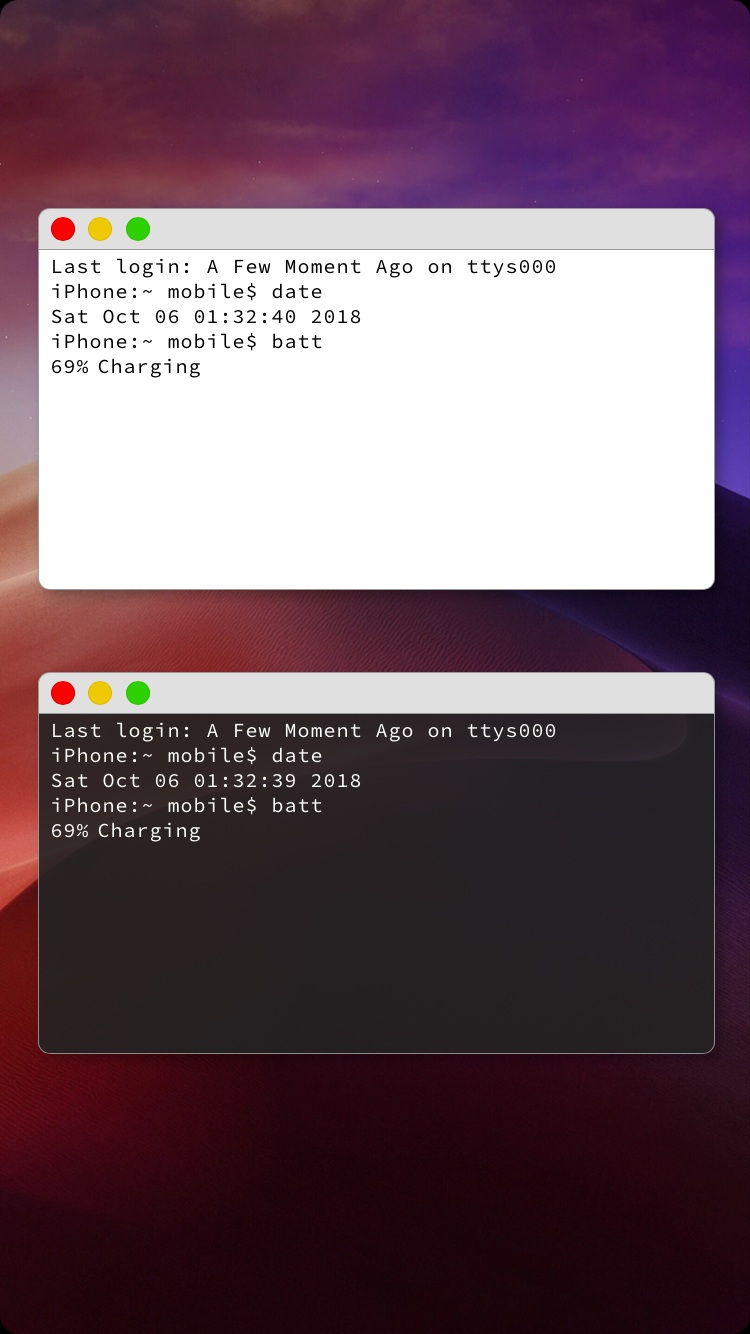 Last login: A Few Moment Ago on ttys000
iPhone:~ mobile$ date
Sat Oct 06 01:32:40 2018
iPhone:~ mobile$ batt
69% Charging
Last login: A Few Moment Ago on ttys000
iPhone:~ mobile$ date
Sat Oct 06 01:32:39 2018
iPhone:~ mobile$ batt
69% Charging